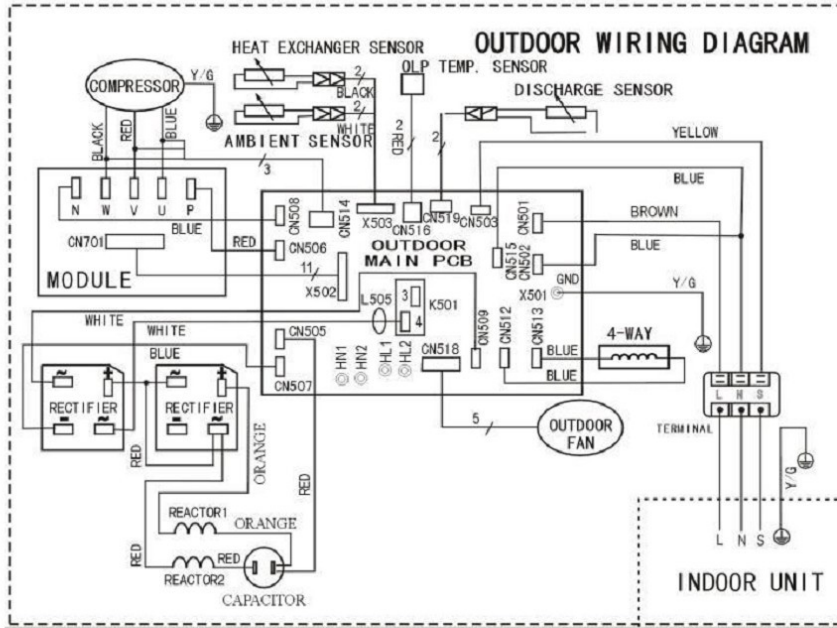 OUTDOOR WIRING DIAGRAM
HEAT EXCHANGER SENSOR
OLP TEMP. SENSOR
COMPRESSOR
Y/G
2
BLACK
DISCHARGE SENSOR
2
WHITE
AMBIENT SENSOR
BLACK
RED
BLUE
2
RED
2
YELLOW
3
BLUE
N W V U P
BLUE
CN508
CN514
X503
CN516
CN519
CN503
CN501
BROWN
CN701
RED
CN506
OUTDOOR
MAIN PCB
CN515
CN502
BLUE
MODULE
11
X502
GND
X501
Y/G
WHITE
WHITE
L505
3
K501
4
CN505
CN509
CN512
CN513
4-WAY
BLUE
CN507
HN1
HN2
HL1
HL2
CN518
BLUE
BLUE
~ + ~ +
RECTIFIER
RECTIFIER
- ~ - ~
L N S
TERMINAL
5
OUTDOOR
FAN
RED
ORANGE
RED
Y/G
REACTOR1
ORANGE
RED
RED
REACTOR2
CAPACITOR
L N S
INDOOR UNIT